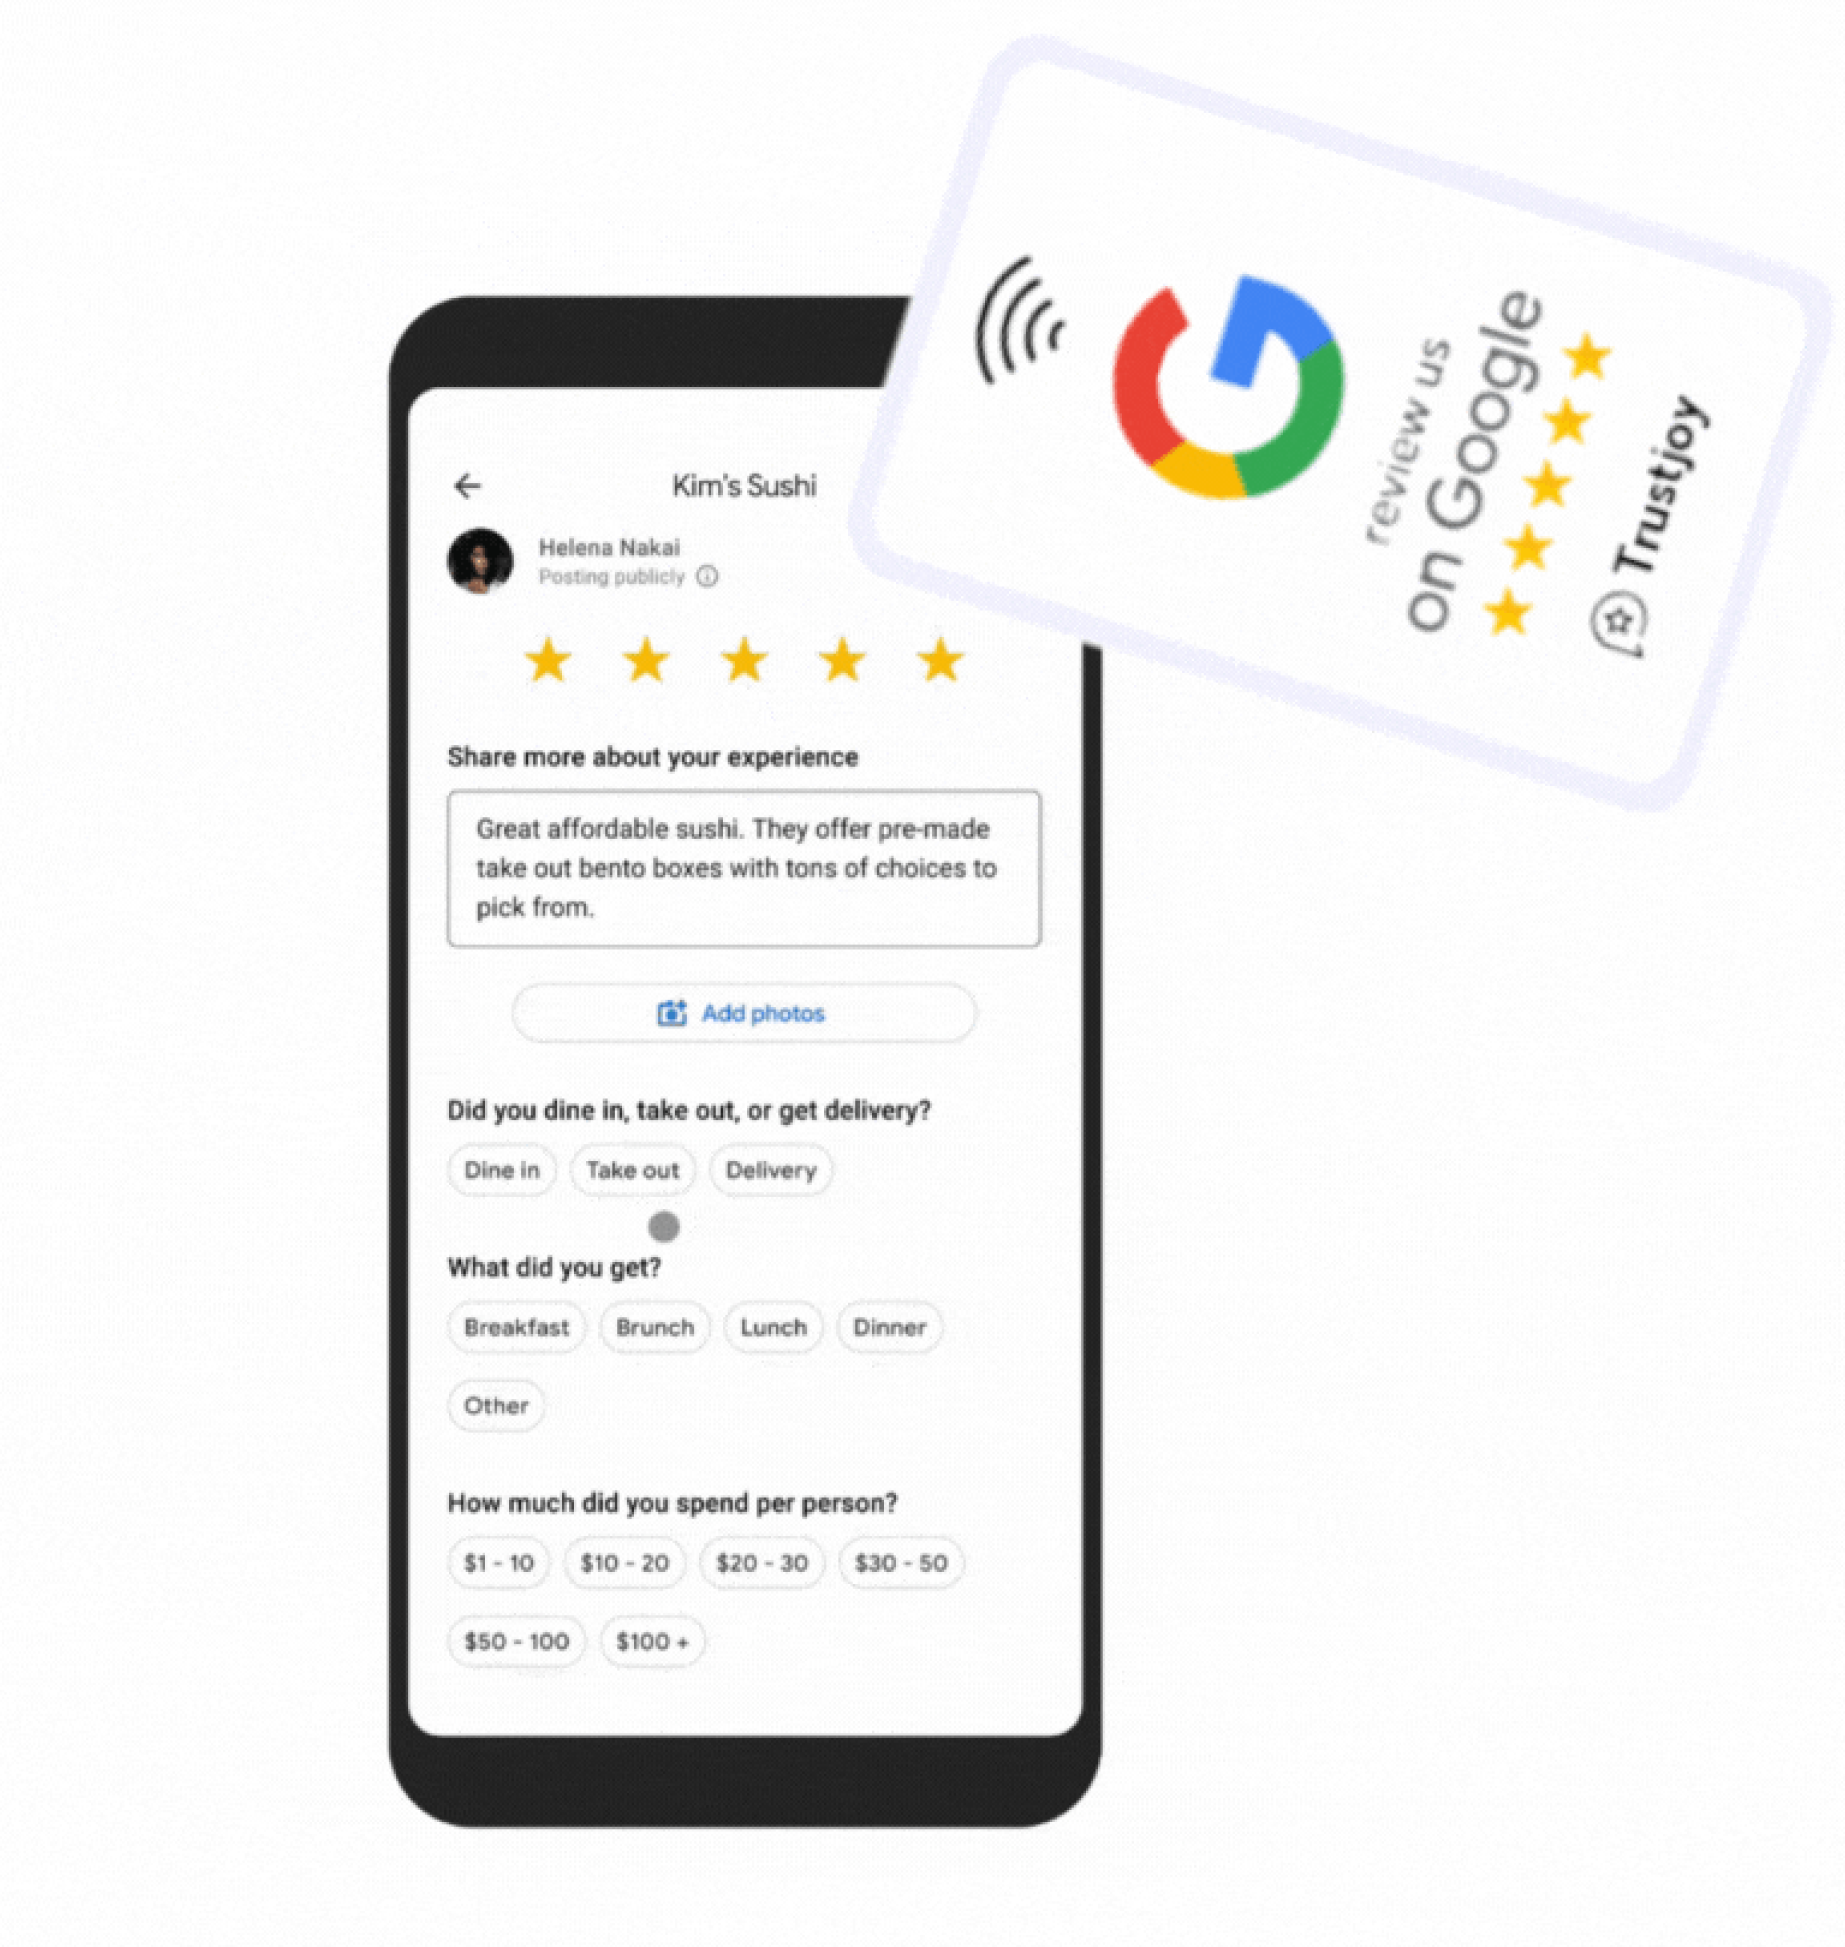 Kim's Sushi
Helena Nakai
Posting publicly
Share more about your experience
Great affordable sushi. They offer pre-made
take out bento boxes with tons of choices to
pick from.
Add photos
Did you dine in, take out, or get delivery?
Dine in Take out Delivery
What did you get?
Breakfast Brunch Lunch Dinner
Other
How much did you spend per person?
$1 - 10 $10 - 20 $20 - 30 $30 - 50
$50 - 100 $100 +
review us
on Google
Trustjoy